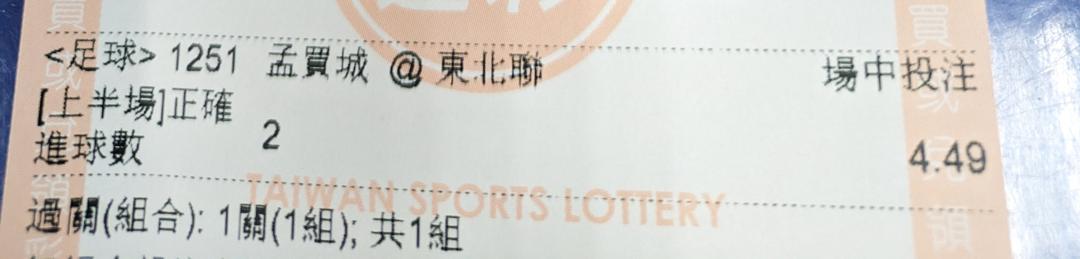 <足球> 1251 孟買城 @ 東北聯 場中投注
[上半場]正確
進球數 2 4.49
TAIWAN SPORTS LOTTERY
過關(組合): 1關(1組); 共1組